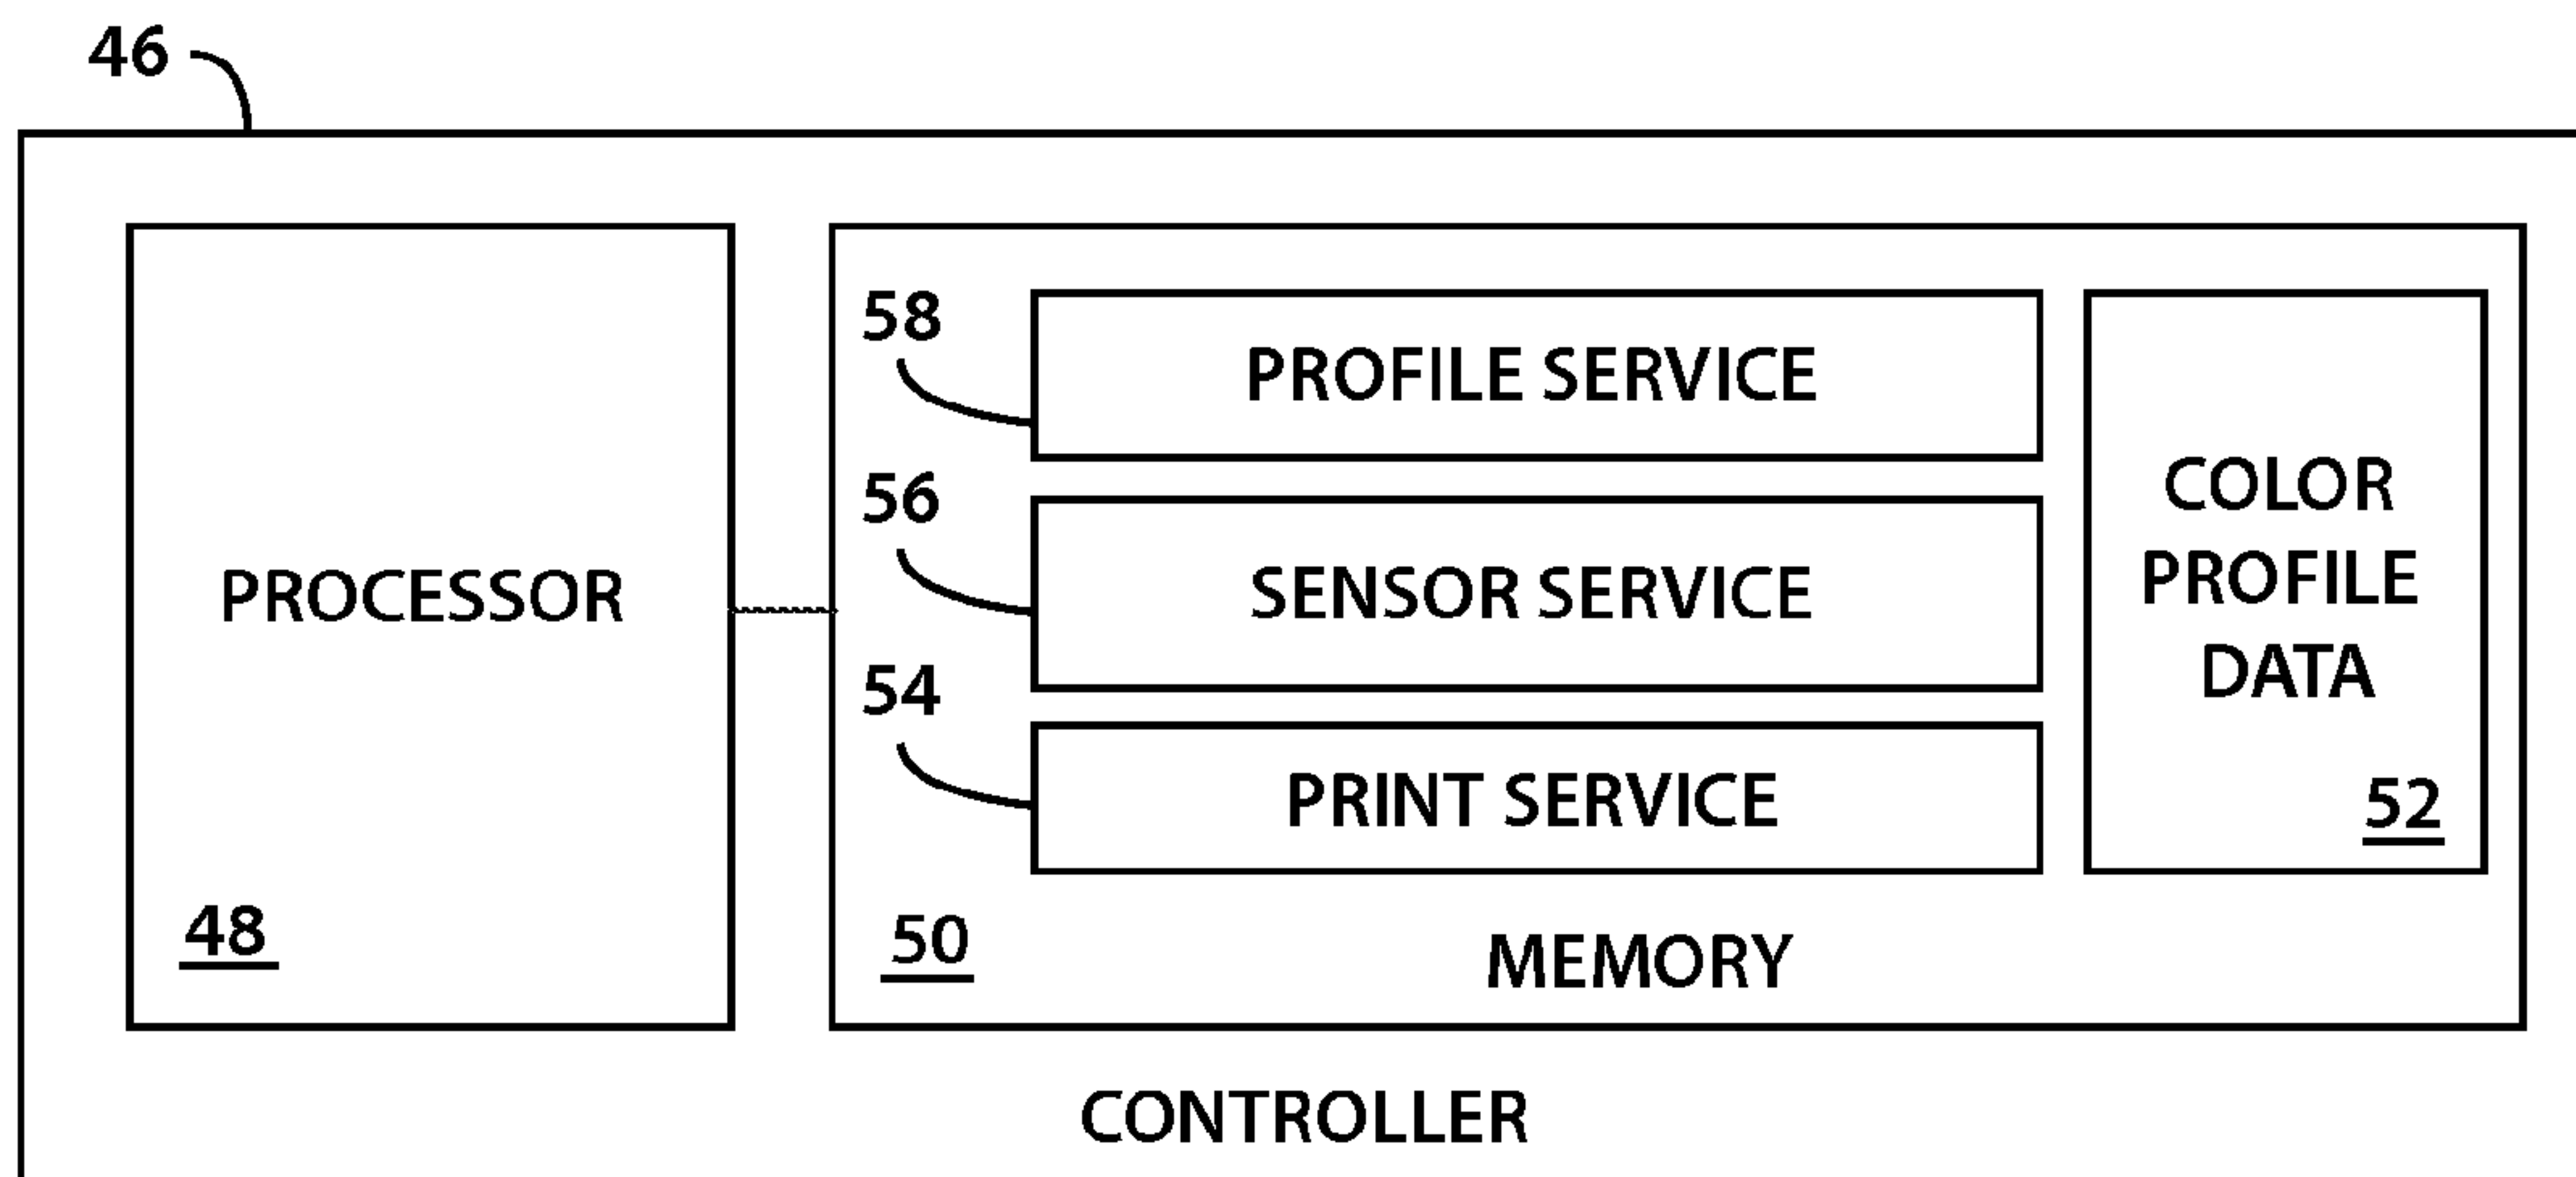 46
58
PROFILE SERVICE
56
SENSOR SERVICE
54
PRINT SERVICE
PROCESSOR
48
COLOR
PROFILE
DATA
52
50
MEMORY
CONTROLLER